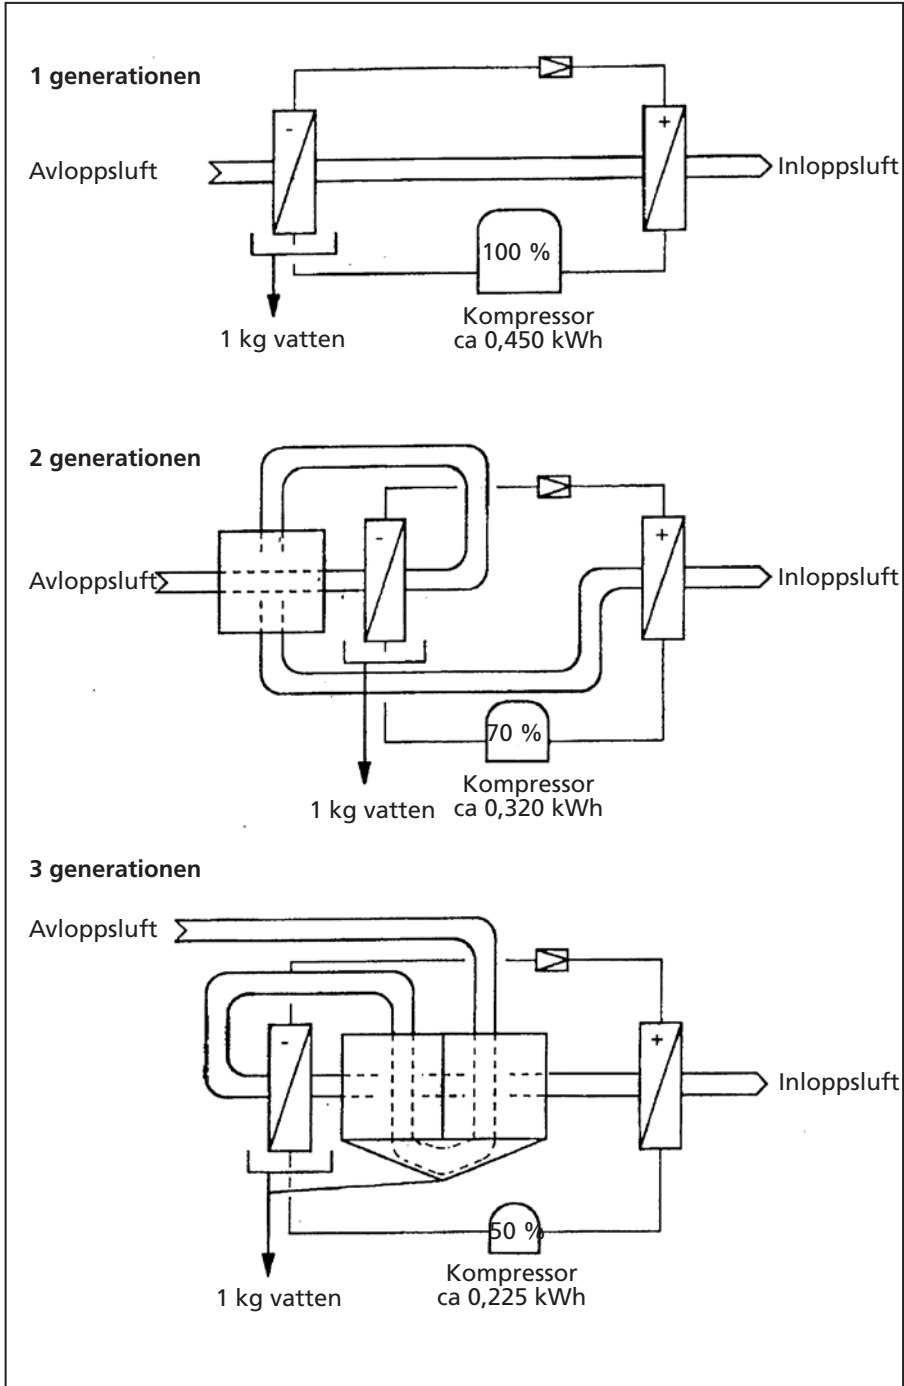 1 generationen
-
+
Avloppsluft
Inloppsluft
100 %
Kompressor
ca 0,450 kWh
1 kg vatten
2 generationen
-
+
Avloppsluft
Inloppsluft
70 %
Kompressor
ca 0,320 kWh
1 kg vatten
3 generationen
Avloppsluft
-
+
Inloppsluft
50 %
Kompressor
ca 0,225 kWh
1 kg vatten